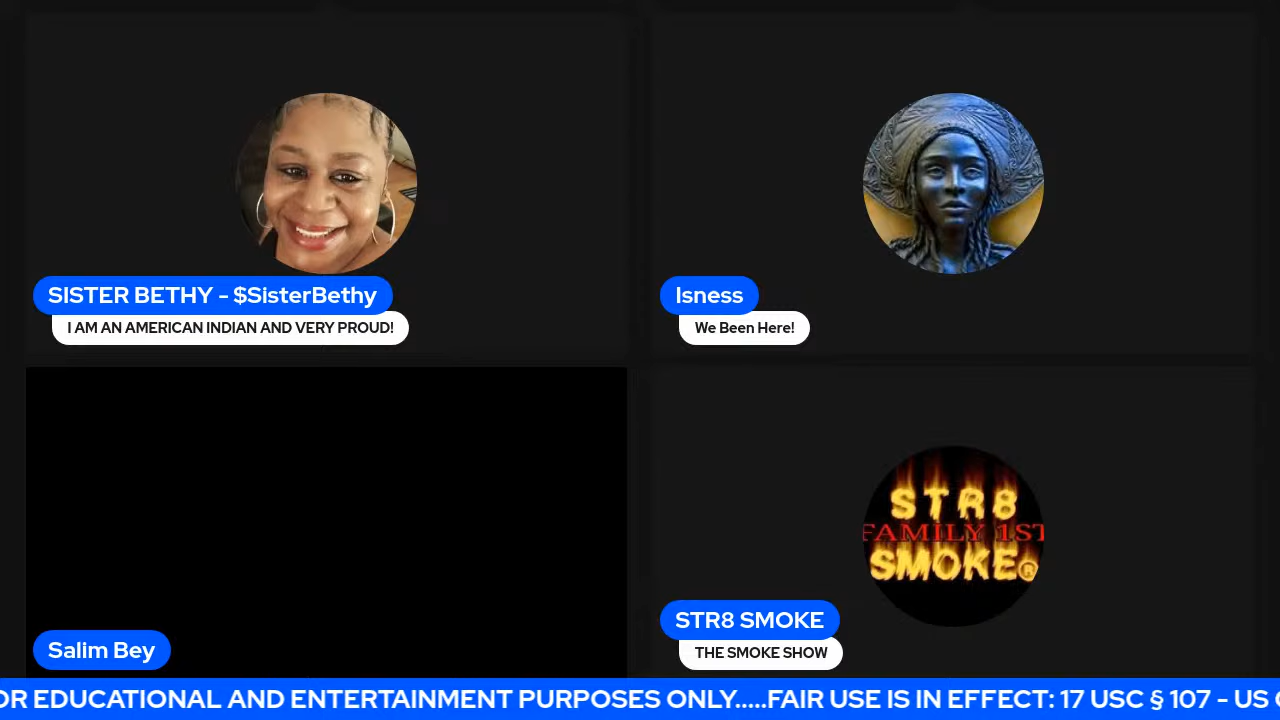 SISTER BETHY - $SisterBethy
I AM AN AMERICAN INDIAN AND VERY PROUD!
Isness
We Been Here!
Salim Bey
STR8
FAMILY 1ST
SMOKE®
STR8 SMOKE
THE SMOKE SHOW
OR EDUCATIONAL AND ENTERTAINMENT PURPOSES ONLY.....FAIR USE IS IN EFFECT: 17 USC § 107 - US